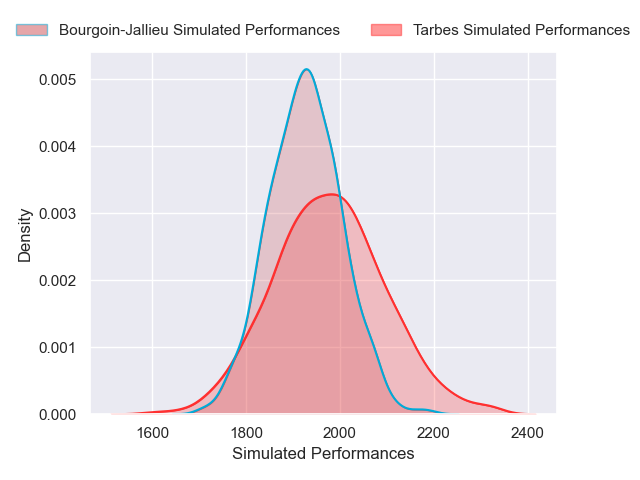 Bourgoin-Jallieu Simulated Performances Tarbes Simulated Performances
0.005
0.004
0.003
0.002
0.001
0.000
Density
1600 1800 2000 2200 2400
Simulated Performances